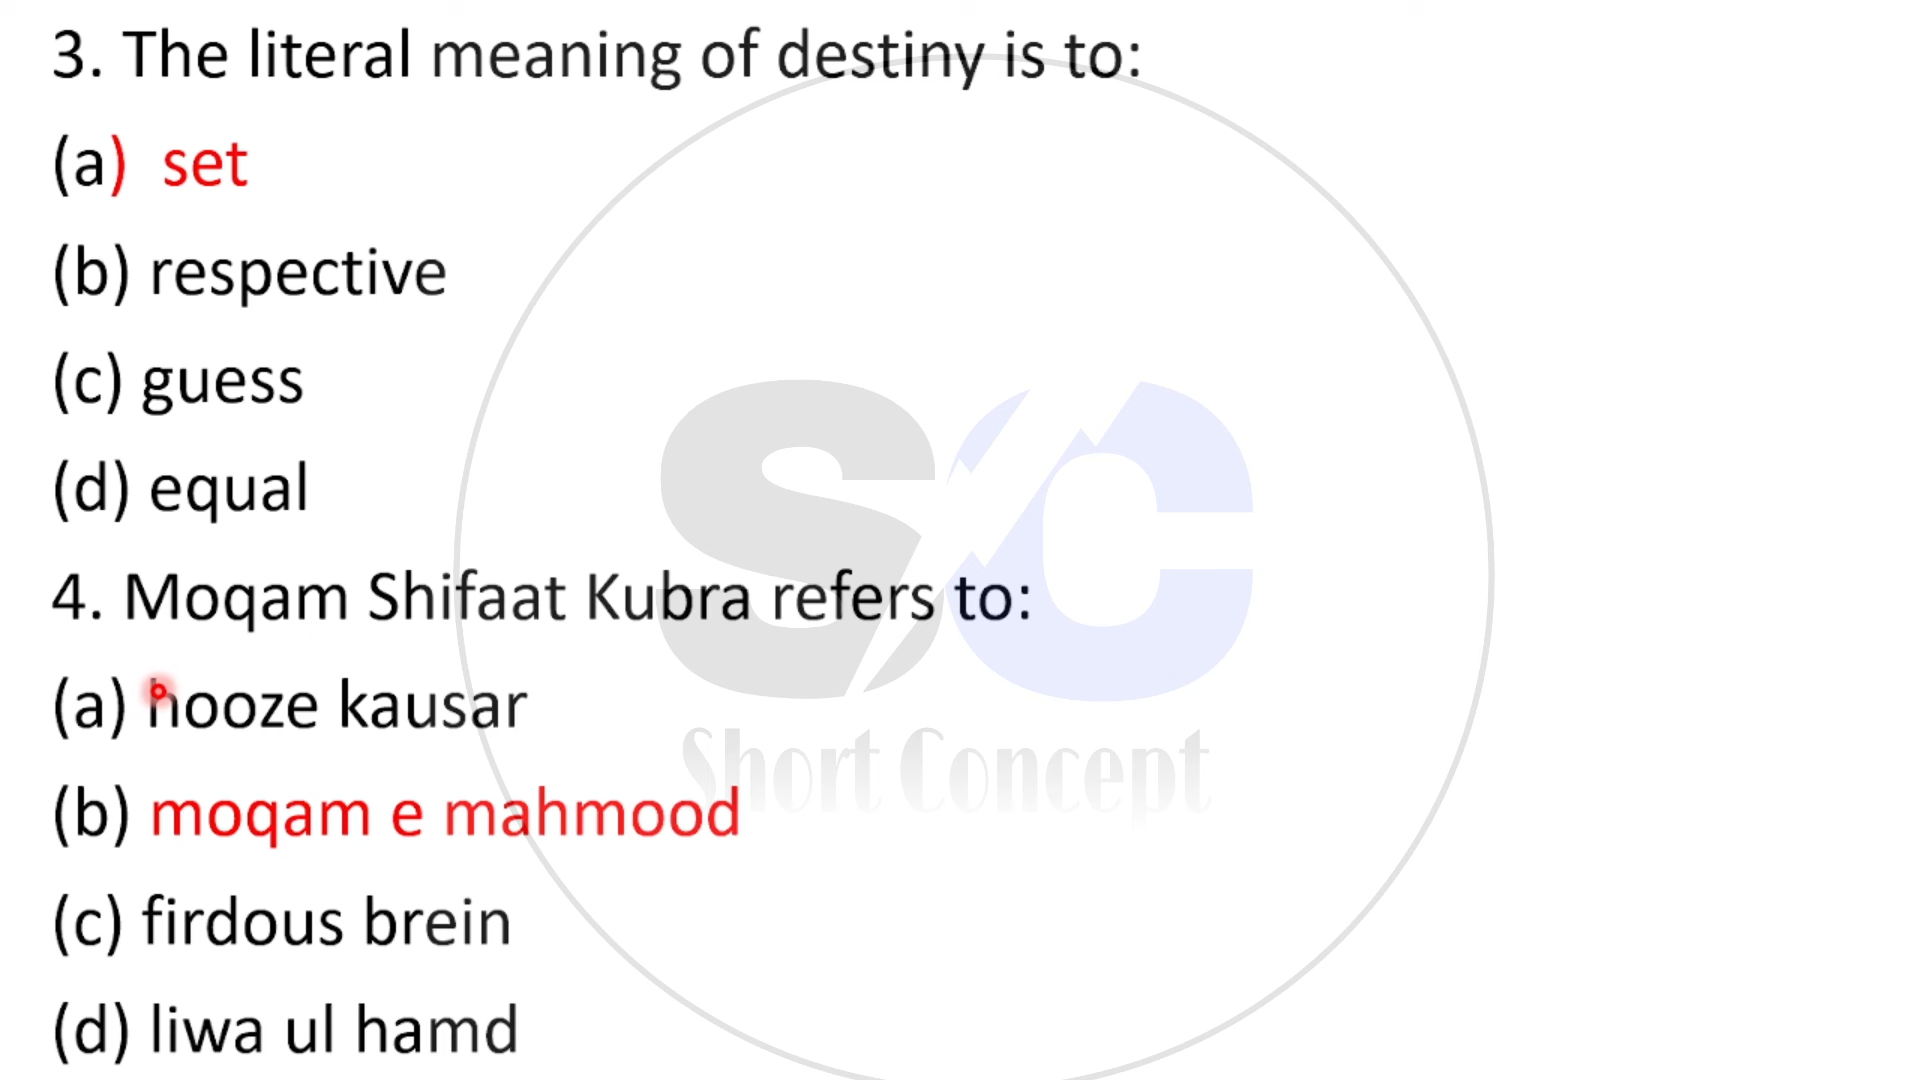 3. The literal meaning of destiny is to:
(a) set
(b) respective
(c) guess
(d) equal
4. Moqam Shifaat Kubra refers to:
(a) hooze kausar
(b) moqam e mahmood
(c) firdous brein
(d) liwa ul hamd
SC
Short Concept